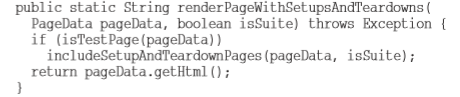 public static String renderPageWithSetupsAndTeardowns(
  PageData pageData, boolean isSuite) throws Exception {
  if (isTestPage(pageData))
    includeSetupAndTeardownPages(pageData, isSuite);
  return pageData.getHtml();
}